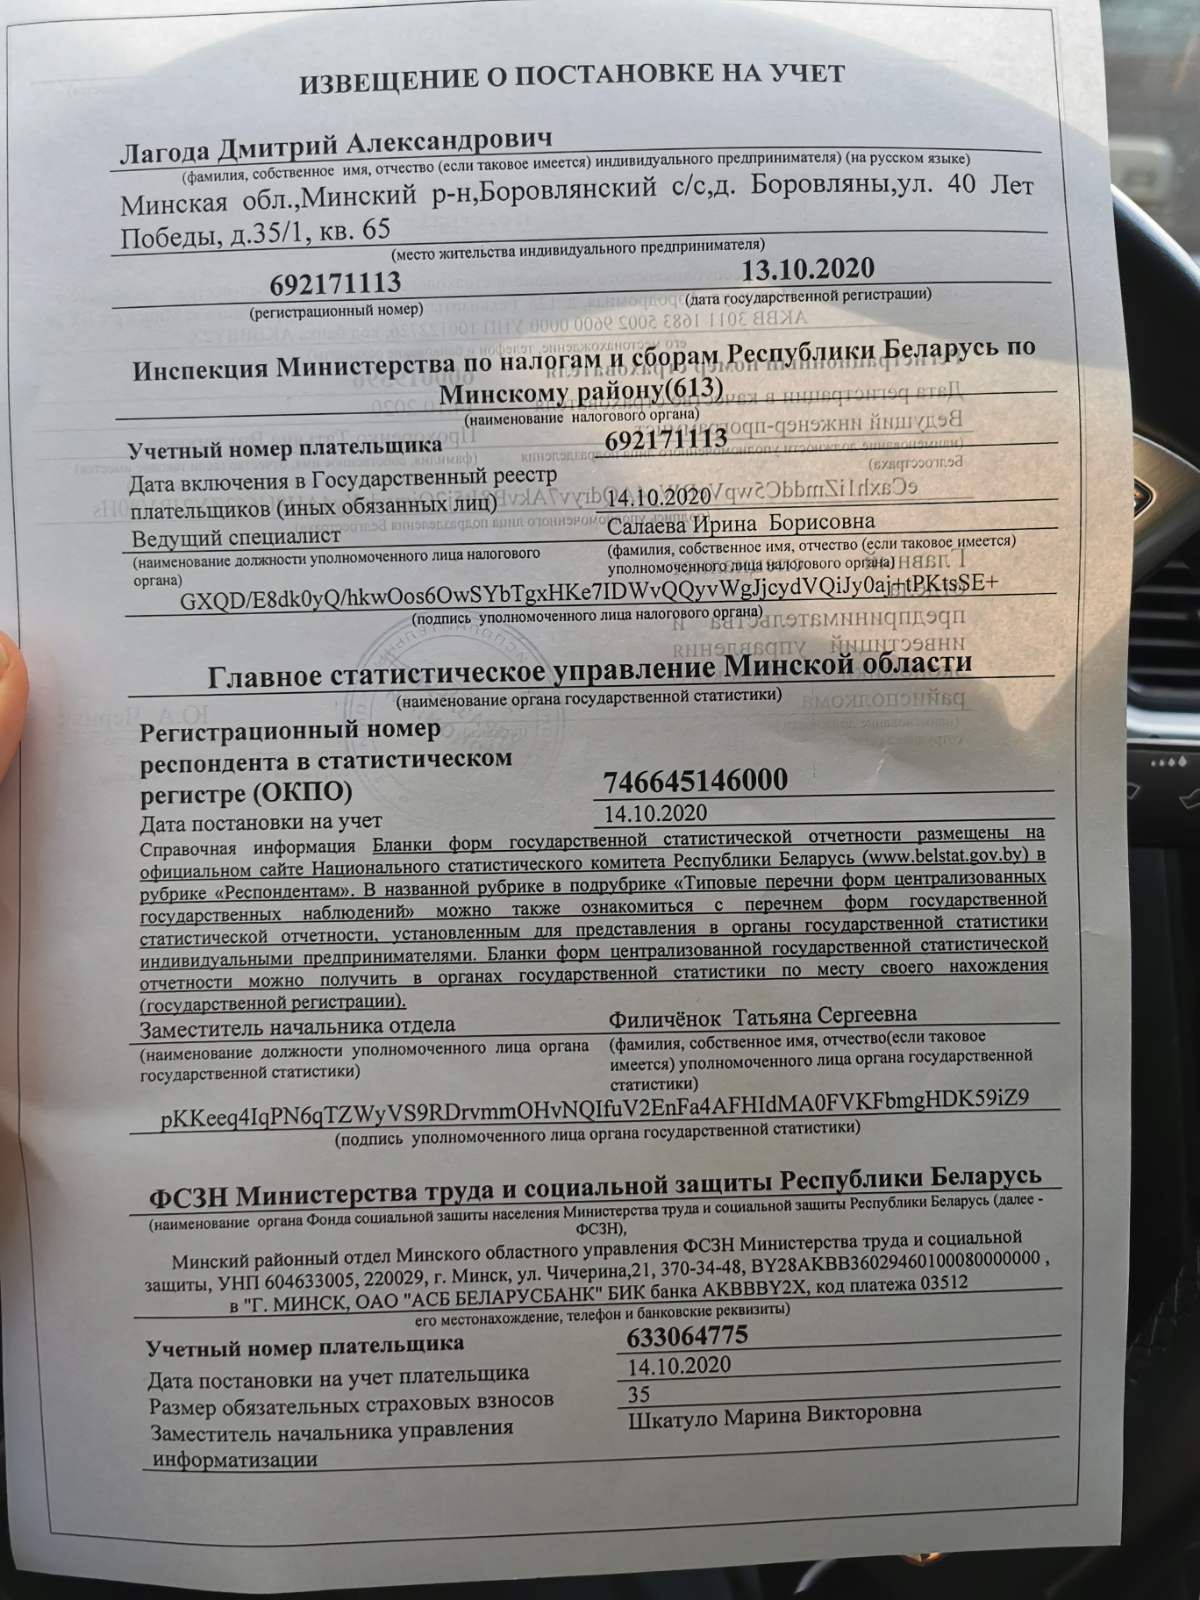 ИЗВЕЩЕНИЕ О ПОСТАНОВКЕ НА УЧЕТ
Лагода Дмитрий Александрович
(фамилия, собственное имя, отчество (если таковое имеется) индивидуального предпринимателя) (на русском языке)
Минская обл.,Минский р-н,Боровлянский с/с,д. Боровляны,ул. 40 Лет
Победы, д.35/1, кв. 65
(место жительства индивидуального предпринимателя)
692171113 13.10.2020
(регистрационный номер) (дата государственной регистрации)
Инспекция Министерства по налогам и сборам Республики Беларусь по
Минскому району(613)
(наименование налогового органа)
Учетный номер плательщика 692171113
Дата включения в Государственный реестр
плательщиков (иных обязанных лиц) 14.10.2020
Ведущий специалист Салаева Ирина Борисовна
(наименование должности уполномоченного лица налогового (фамилия, собственное имя, отчество (если таковое имеется)
органа) уполномоченного лица налогового органа)
GXQD/E8dk0yQ/hkwOos6OwSYbTgxHKe7IDWvQQyvWgJjcydVQiJy0aj+tPKtsSE+
(подпись уполномоченного лица налогового органа)
Главное статистическое управление Минской области
(наименование органа государственной статистики)
Регистрационный номер
респондента в статистическом
регистре (ОКПО) 746645146000
Дата постановки на учет 14.10.2020
Справочная информация Бланки форм государственной статистической отчетности размещены на
официальном сайте Национального статистического комитета Республики Беларусь (www.belstat.gov.by) в
рубрике «Респондентам». В названной рубрике в подрубрике «Типовые перечни форм централизованных
государственных наблюдений» можно также ознакомиться с перечнем форм государственной
статистической отчетности, установленным для представления в органы государственной статистики
индивидуальными предпринимателями. Бланки форм централизованной государственной статистической
отчетности можно получить в органах государственной статистики по месту своего нахождения
(государственной регистрации).
Заместитель начальника отдела Филичёнок Татьяна Сергеевна
(наименование должности уполномоченного лица органа (фамилия, собственное имя, отчество(если таковое
государственной статистики) имеется) уполномоченного лица органа государственной
статистики)
pKKeeq4IqPN6qTZWyVS9RDrvmmOHvNQIfuV2EnFa4AFHIdMA0FVKFbmgHDK59iZ9
(подпись уполномоченного лица органа государственной статистики)
ФСЗН Министерства труда и социальной защиты Республики Беларусь
(наименование органа Фонда социальной защиты населения Министерства труда и социальной защиты Республики Беларусь (далее -
ФСЗН),
Минский районный отдел Минского областного управления ФСЗН Министерства труда и социальной
защиты, УНП 604633005, 220029, г. Минск, ул. Чичерина,21, 370-34-48, BY28AKBB36029460100080000000 ,
в "Г. МИНСК, ОАО "АСБ БЕЛАРУСБАНК" БИК банка AKBBBY2X, код платежа 03512
его местонахождение, телефон и банковские реквизиты)
Учетный номер плательщика 633064775
Дата постановки на учет плательщика 14.10.2020
Размер обязательных страховых взносов 35
Заместитель начальника управления Шкатуло Марина Викторовна
информатизации